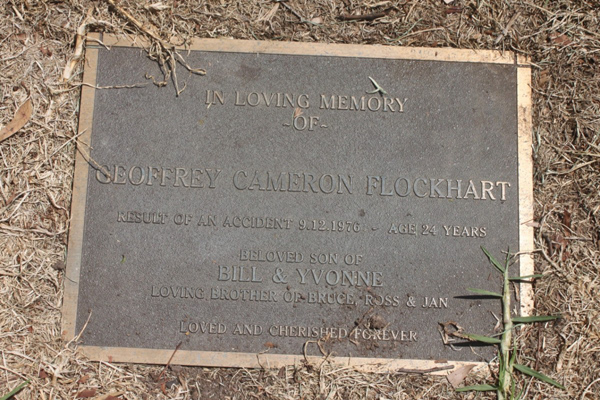 IN LOVING MEMORY
-OF-
GEOFFREY CAMERON FLOCKHART
RESULT OF AN ACCIDENT 9.12.1976 - AGE 24 YEARS
BELOVED SON OF
BILL & YVONNE
LOVING BROTHER OF BRUCE, ROSS & JAN
LOVED AND CHERISHED FOREVER